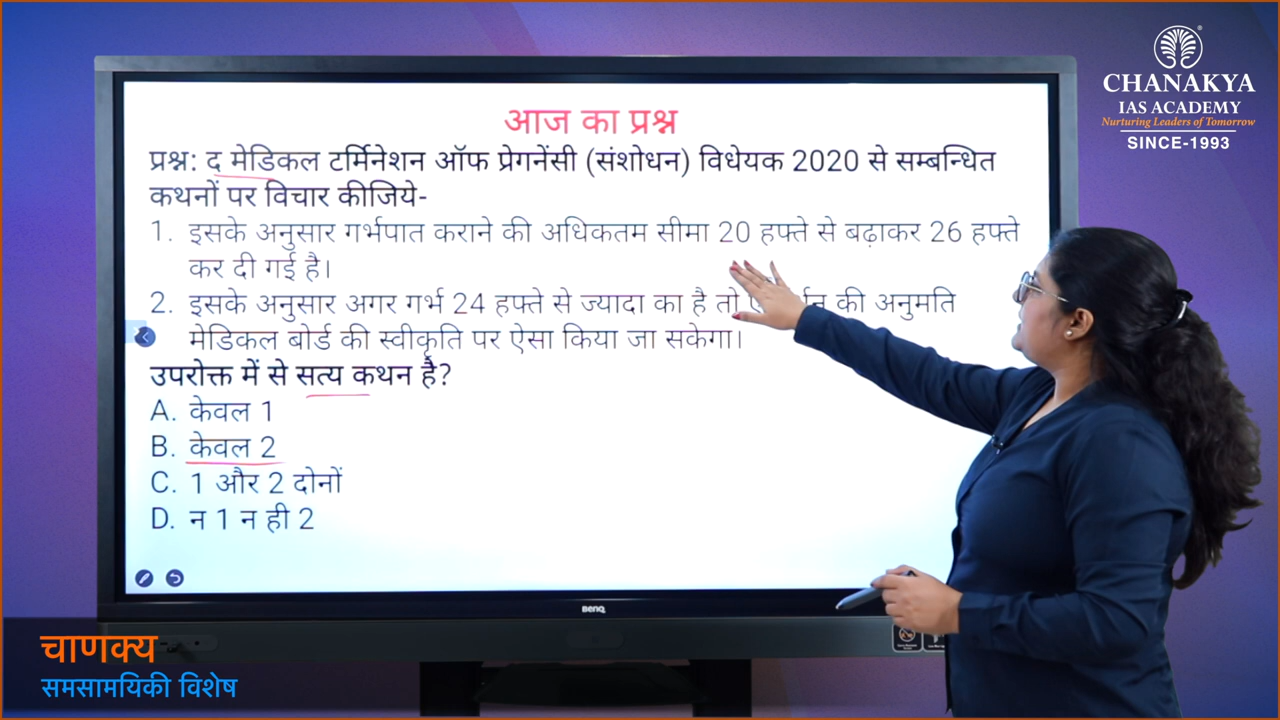 CHANAKYA
IAS ACADEMY
Nurturing Leaders of Tomorrow
SINCE-1993
आज का प्रश्न
प्रश्न: द मेडिकल टर्मिनेशन ऑफ प्रेगनेंसी (संशोधन) विधेयक 2020 से सम्बन्धित
कथनों पर विचार कीजिये-
1. इसके अनुसार गर्भपात कराने की अधिकतम सीमा 20 हफ्ते से बढ़ाकर 26 हफ्ते
कर दी गई है।
2. इसके अनुसार अगर गर्भ 24 हफ्ते से ज्यादा का है तो की अनुमति
मेडिकल बोर्ड की स्वीकृति पर ऐसा किया जा सकेगा।
उपरोक्त में से सत्य कथन है?
A. केवल 1
B. केवल 2
C. 1 और 2 दोनों
D. न 1 न ही 2
BenQ
चाणक्य
समसामयिकी विशेष